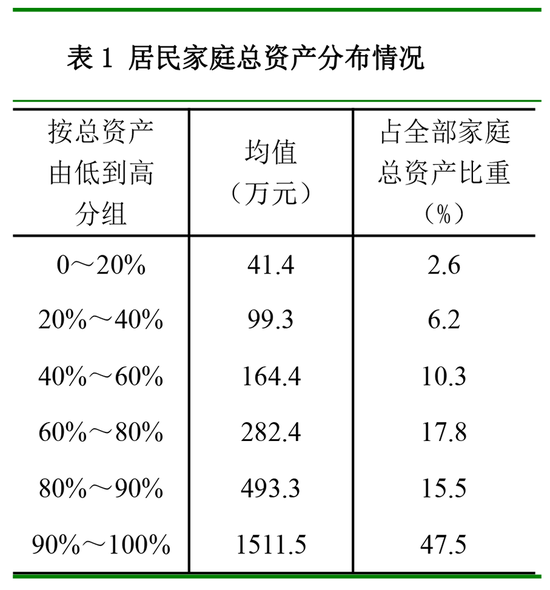 表1 居民家庭总资产分布情况
按总资产
由低到高
分组
均值
(万元)
占全部家庭
总资产比重
(%)
0～20% 41.4 2.6
20%～40% 99.3 6.2
40%～60% 164.4 10.3
60%～80% 282.4 17.8
80%～90% 493.3 15.5
90%～100% 1511.5 47.5